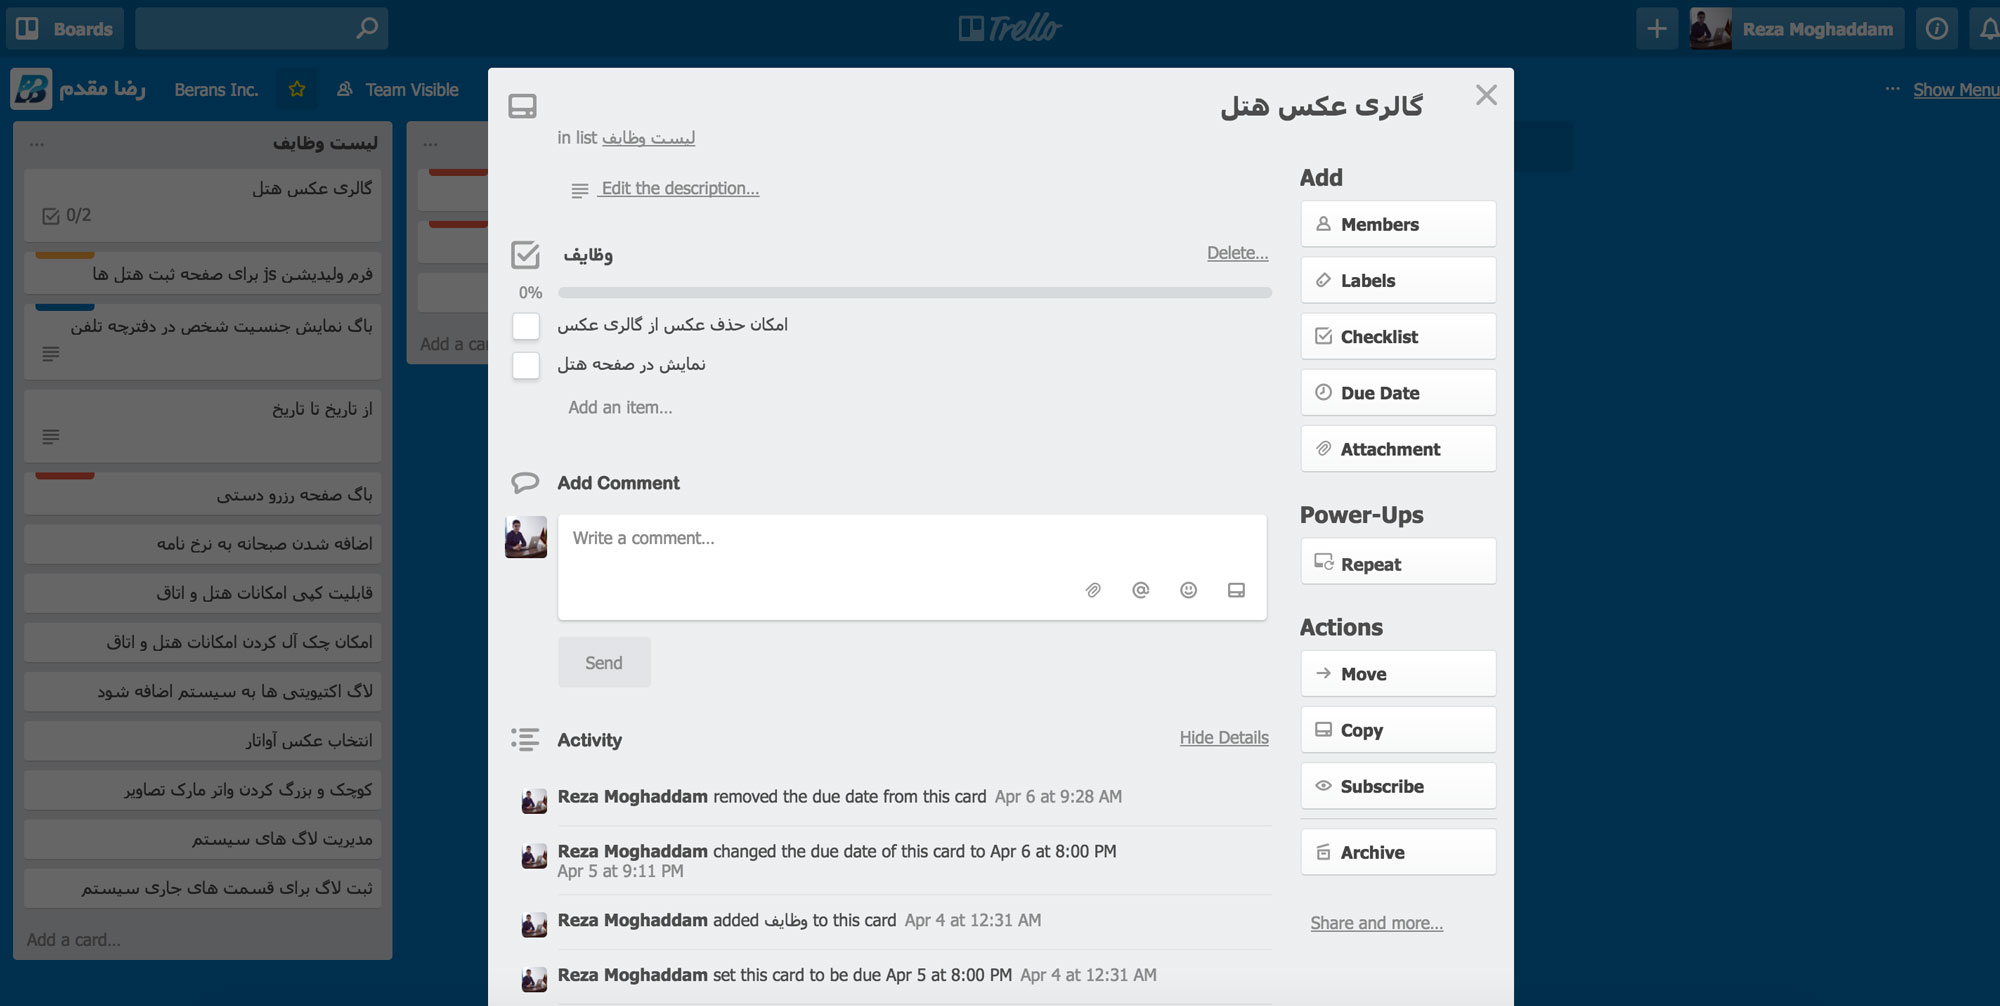 Boards
Trello
Reza Moghaddam
رضا مقدم
Berans Inc.
Team Visible
... Show Menu
لیست وظایف
...
گالری عکس هتل
0/2
فرم ولیدیشن js برای صفحه ثبت هتل ها
باگ نمایش جنسیت شخص در دفترچه تلفن
از تاریخ تا تاریخ
باگ صفحه رزرو دستی
اضافه شدن صبحانه به نرخ نامه
قابلیت کپی امکانات هتل و اتاق
امکان چک آل کردن امکانات هتل و اتاق
لاگ اکتیویتی ها به سیستم اضافه شود
انتخاب عکس آواتار
کوچک و بزرگ کردن واتر مارک تصاویر
مدیریت لاگ های سیستم
ثبت لاگ برای قسمت های جاری سیستم
Add a card...
...
Add a ca
گالری عکس هتل
in list لیست وظایف
Edit the description...
وظایف
Delete...
0%
امکان حذف عکس از گالری عکس
نمایش در صفحه هتل
Add an item...
Add Comment
Write a comment...
Send
Activity
Hide Details
Reza Moghaddam removed the due date from this card Apr 6 at 9:28 AM
Reza Moghaddam changed the due date of this card to Apr 6 at 8:00 PM
Apr 5 at 9:11 PM
Reza Moghaddam added وظایف to this card Apr 4 at 12:31 AM
Reza Moghaddam set this card to be due Apr 5 at 8:00 PM Apr 4 at 12:31 AM
Add
Members
Labels
Checklist
Due Date
Attachment
Power-Ups
Repeat
Actions
Move
Copy
Subscribe
Archive
Share and more...